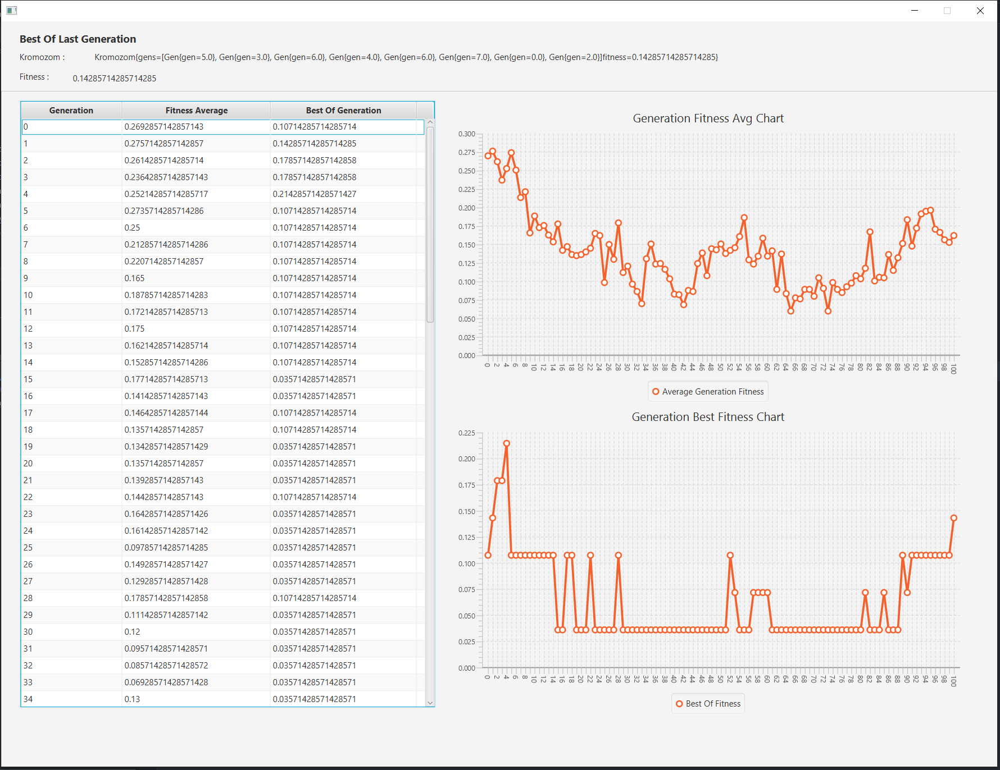 Best Of Last Generation
Kromozom : Kromozom{gens=[Gen{gen=5.0}, Gen{gen=3.0}, Gen{gen=6.0}, Gen{gen=4.0}, Gen{gen=6.0}, Gen{gen=7.0}, Gen{gen=0.0}, Gen{gen=2.0}]fitness=0.14285714285714285}
Fitness : 0.14285714285714285
Generation Fitness Average Best Of Generation
0 0.2692857142857143 0.10714285714285714
1 0.2757142857142857 0.14285714285714285
2 0.2614285714285714 0.17857142857142858
3 0.23642857142857143 0.17857142857142858
4 0.25214285714285717 0.21428571428571427
5 0.2735714285714286 0.10714285714285714
6 0.25 0.10714285714285714
7 0.21285714285714286 0.10714285714285714
8 0.2207142857142857 0.10714285714285714
9 0.165 0.10714285714285714
10 0.18785714285714283 0.10714285714285714
11 0.17214285714285713 0.10714285714285714
12 0.175 0.10714285714285714
13 0.16214285714285714 0.10714285714285714
14 0.15285714285714286 0.10714285714285714
15 0.17714285714285713 0.03571428571428571
16 0.14142857142857143 0.03571428571428571
17 0.14642857142857144 0.10714285714285714
18 0.1357142857142857 0.10714285714285714
19 0.13428571428571429 0.03571428571428571
20 0.1357142857142857 0.03571428571428571
21 0.1392857142857143 0.03571428571428571
22 0.1442857142857143 0.10714285714285714
23 0.16428571428571426 0.03571428571428571
24 0.16142857142857142 0.03571428571428571
25 0.09785714285714285 0.03571428571428571
26 0.14928571428571427 0.03571428571428571
27 0.12928571428571428 0.03571428571428571
28 0.17857142857142858 0.10714285714285714
29 0.11142857142857142 0.03571428571428571
30 0.12 0.03571428571428571
31 0.09571428571428571 0.03571428571428571
32 0.08571428571428572 0.03571428571428571
33 0.06928571428571428 0.03571428571428571
34 0.13 0.03571428571428571
Generation Fitness Avg Chart
0.300
0.275
0.250
0.225
0.200
0.175
0.150
0.125
0.100
0.075
0.050
0.025
0.000
0 2 4 6 8 10 12 14 16 18 20 22 24 26 28 30 32 34 36 38 40 42 44 46 48 50 52 54 56 58 60 62 64 66 68 70 72 74 76 78 80 82 84 86 88 90 92 94 96 98 100
Average Generation Fitness
Generation Best Fitness Chart
0.225
0.200
0.175
0.150
0.125
0.100
0.075
0.050
0.025
0.000
0 2 4 6 8 10 12 14 16 18 20 22 24 26 28 30 32 34 36 38 40 42 44 46 48 50 52 54 56 58 60 62 64 66 68 70 72 74 76 78 80 82 84 86 88 90 92 94 96 98 100
Best Of Fitness